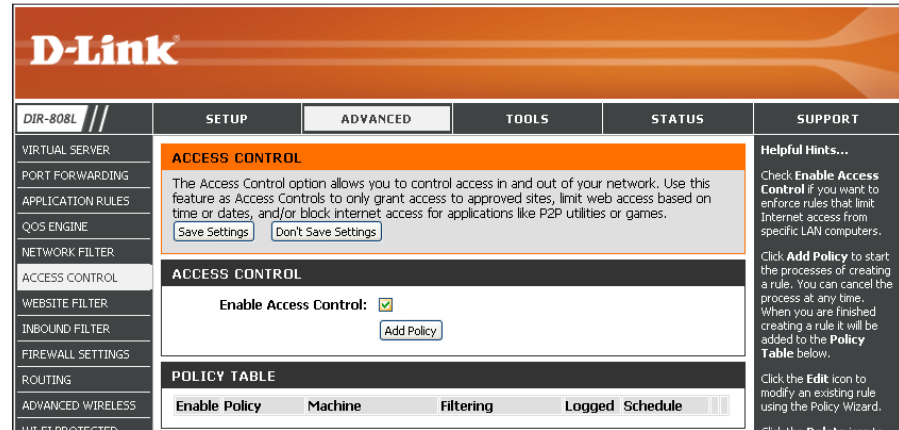 D-Link®
DIR-808L
SETUP
ADVANCED
TOOLS
STATUS
SUPPORT
VIRTUAL SERVER
PORT FORWARDING
APPLICATION RULES
QOS ENGINE
NETWORK FILTER
ACCESS CONTROL
WEBSITE FILTER
INBOUND FILTER
FIREWALL SETTINGS
ROUTING
ADVANCED WIRELESS
WI-FI PROTECTED
ACCESS CONTROL
The Access Control option allows you to control access in and out of your network. Use this
feature as Access Controls to only grant access to approved sites, limit web access based on
time or dates, and/or block internet access for applications like P2P utilities or games.
Save Settings
Don't Save Settings
ACCESS CONTROL
Enable Access Control:
Add Policy
POLICY TABLE
Enable Policy Machine Filtering Logged Schedule
Helpful Hints...
Check Enable Access
Control if you want to
enforce rules that limit
Internet access from
specific LAN computers.
Click Add Policy to start
the processes of creating
a rule. You can cancel the
process at any time.
When you are finished
creating a rule it will be
added to the Policy
Table below.
Click the Edit icon to
modify an existing rule
using the Policy Wizard.
Click the Delete icon to